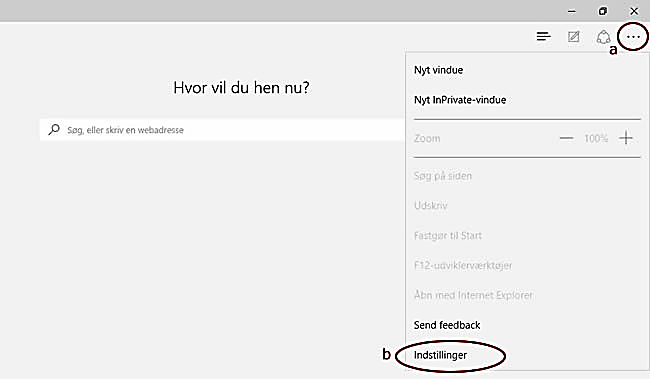 a
Nyt vindue
Hvor vil du hen nu?
Nyt InPrivate-vindue
Søg, eller skriv en webadresse
Zoom
100%
Søg på siden
Udskriv
Fastgør til Start
F12-udviklerværktøjer
Åbn med Internet Explorer
Send feedback
b Indstillinger